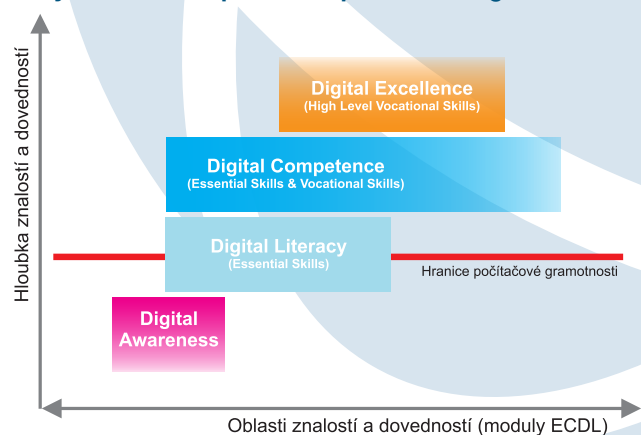 Hloubka znalostí a dovedností
Digital Excellence
(High Level Vocational Skills)
Digital Competence
(Essential Skills & Vocational Skills)
Digital Literacy
(Essential Skills)
Hranice počítačové gramotnosti
Digital
Awareness
Oblasti znalostí a dovedností (moduly ECDL)